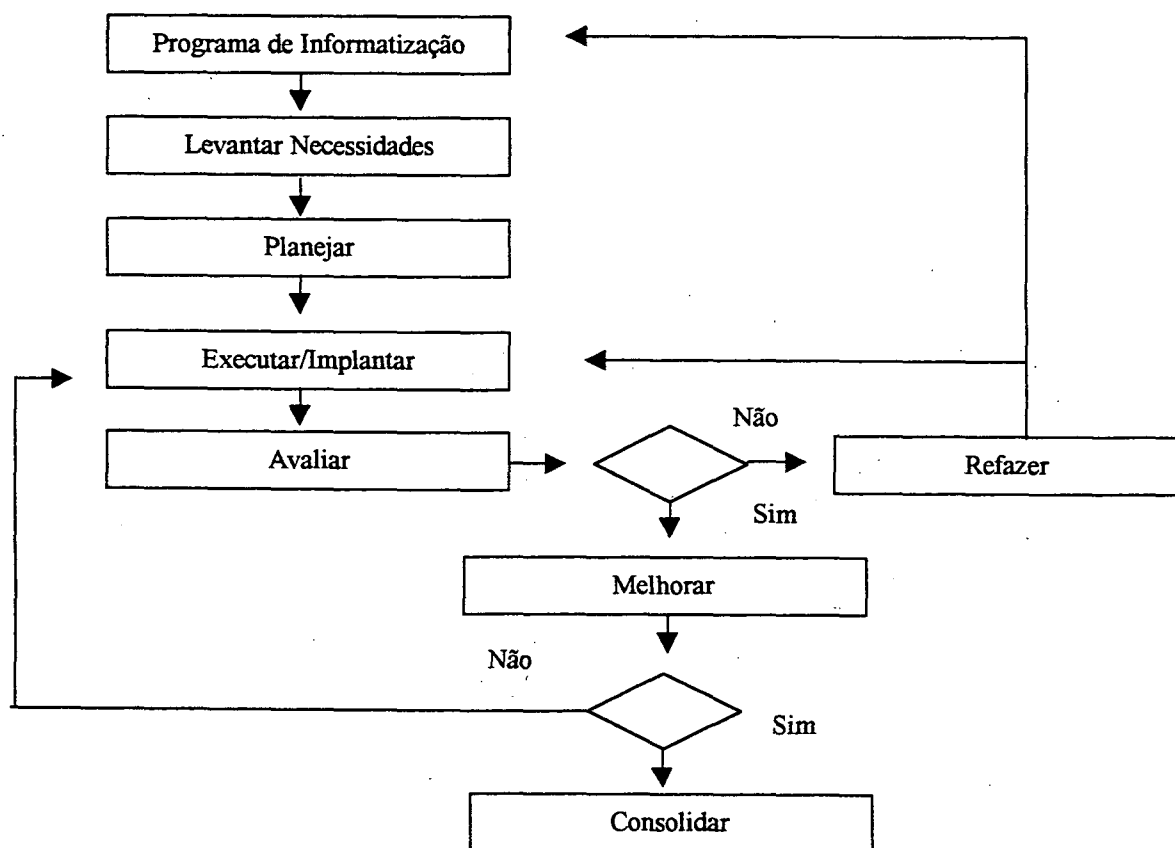 Programa de Informatização
Levantar Necessidades
Planejar
Executar/Implantar
Não
Avaliar
Refazer
Sim
Melhorar
Não
Sim
Consolidar